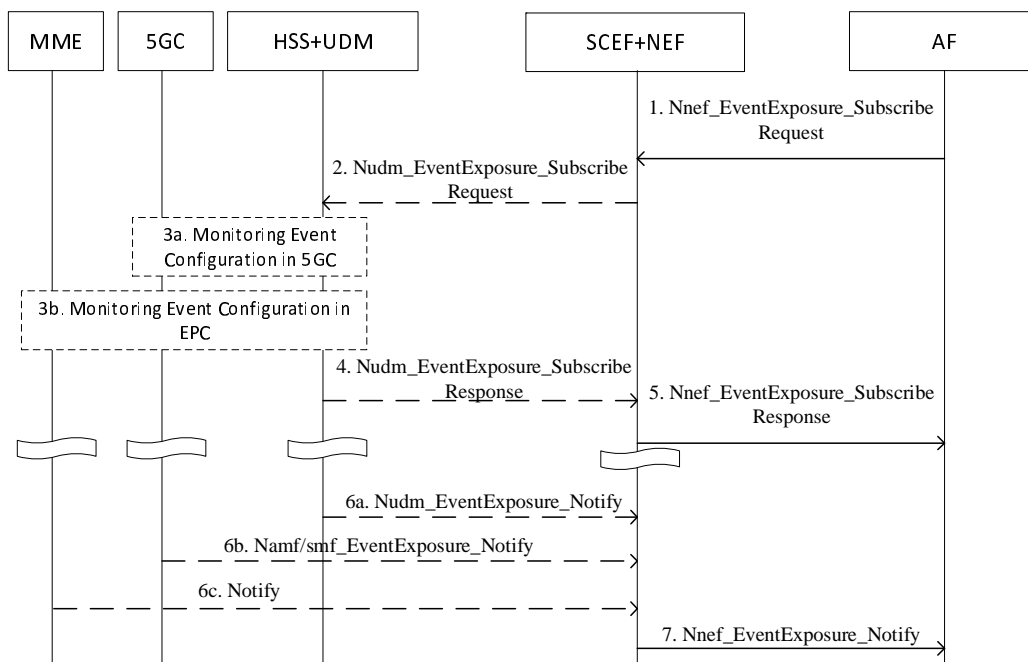 MME
5GC
HSS+UDM
SCEF+NEF
AF
1. Nnef_EventExposure_Subscribe
Request
2. Nudm_EventExposure_Subscribe
Request
3a. Monitoring Event
Configuration in 5GC
3b. Monitoring Event Configuration in
EPC
4. Nudm_EventExposure_Subscribe
Response
5. Nnef_EventExposure_Subscribe
Response
6a. Nudm_EventExposure_Notify
6b. Namf/smf_EventExposure_Notify
6c. Notify
7. Nnef_EventExposure_Notify